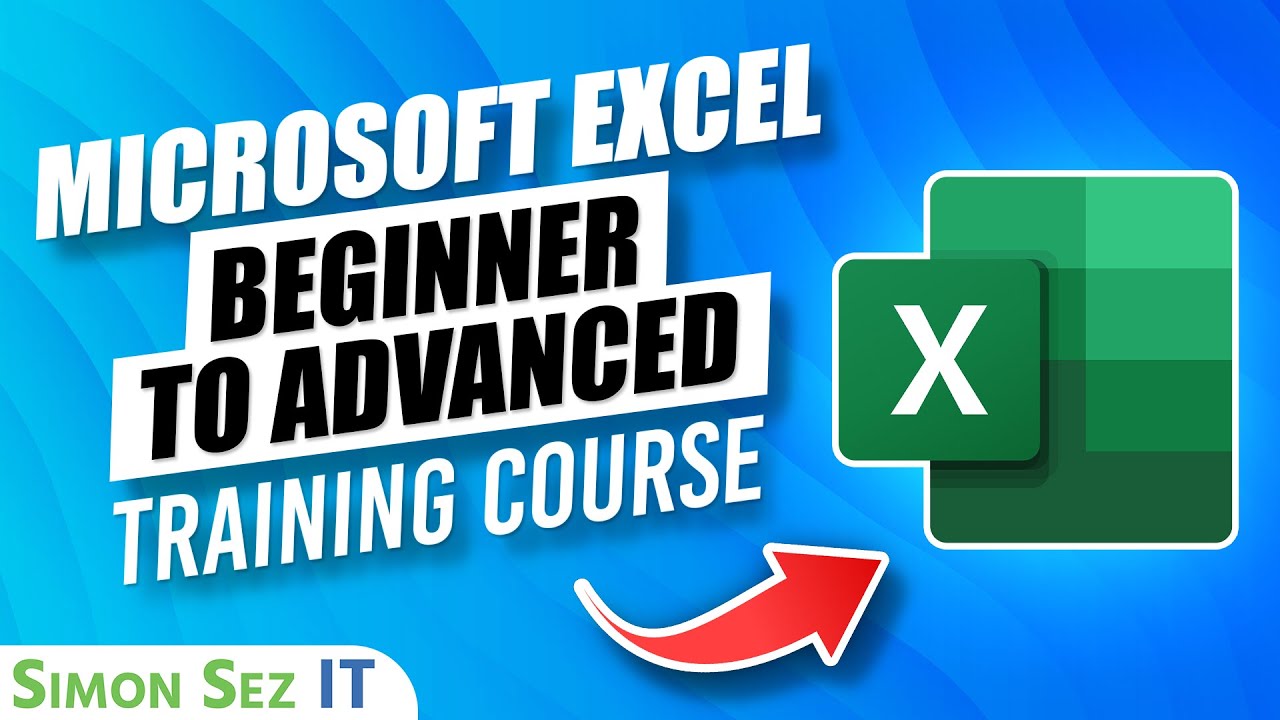 MICROSOFT EXCEL
BEGINNER
TO ADVANCED
TRAINING COURSE
X
SIMON SEZ IT